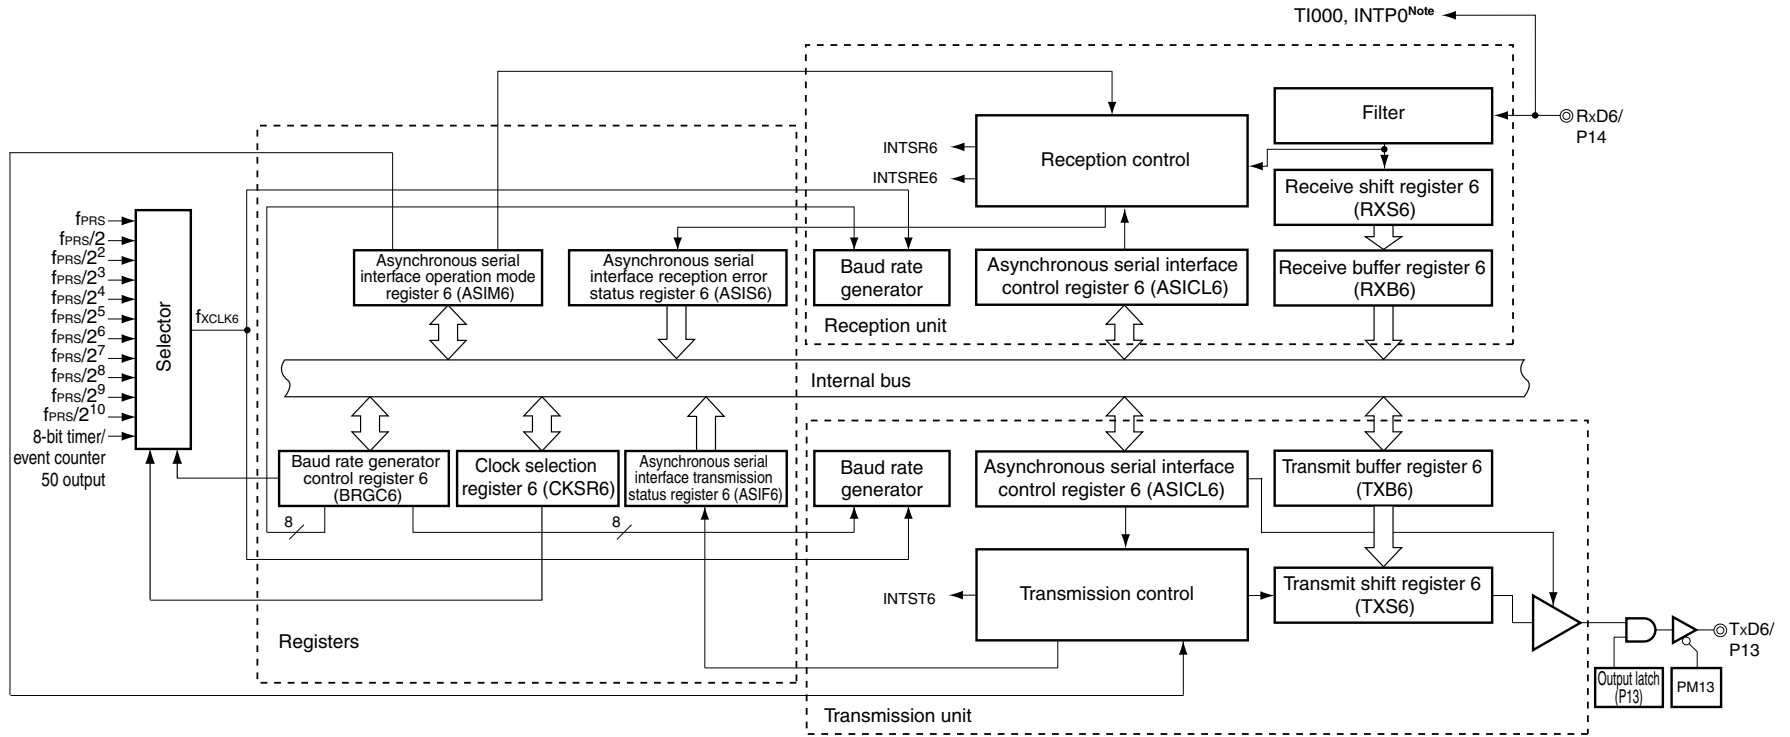 TI000, INTP0Note
Filter
RxD6/
P14
INTSR6
INTSRE6
Reception control
Receive shift register 6
(RXS6)
fPRS
fPRS/2
fPRS/2²
fPRS/2³
fPRS/2⁴
fPRS/2⁵
fPRS/2⁶
fPRS/2⁷
fPRS/2⁸
fPRS/2⁹
fPRS/2¹⁰
8-bit timer/
event counter
50 output
Selector
fXCLK6
Asynchronous serial
interface operation mode
register 6 (ASIM6)
Asynchronous serial
interface reception error
status register 6 (ASIS6)
Baud rate
generator
Asynchronous serial interface
control register 6 (ASICL6)
Receive buffer register 6
(RXB6)
Reception unit
Internal bus
Baud rate generator
control register 6
(BRGC6)
Clock selection
register 6 (CKSR6)
Asynchronous serial
interface transmission
status register 6 (ASIF6)
Baud rate
generator
Asynchronous serial interface
control register 6 (ASICL6)
Transmit buffer register 6
(TXB6)
8
8
INTST6
Transmission control
Transmit shift register 6
(TXS6)
Registers
TxD6/
P13
Output latch
(P13)
PM13
Transmission unit